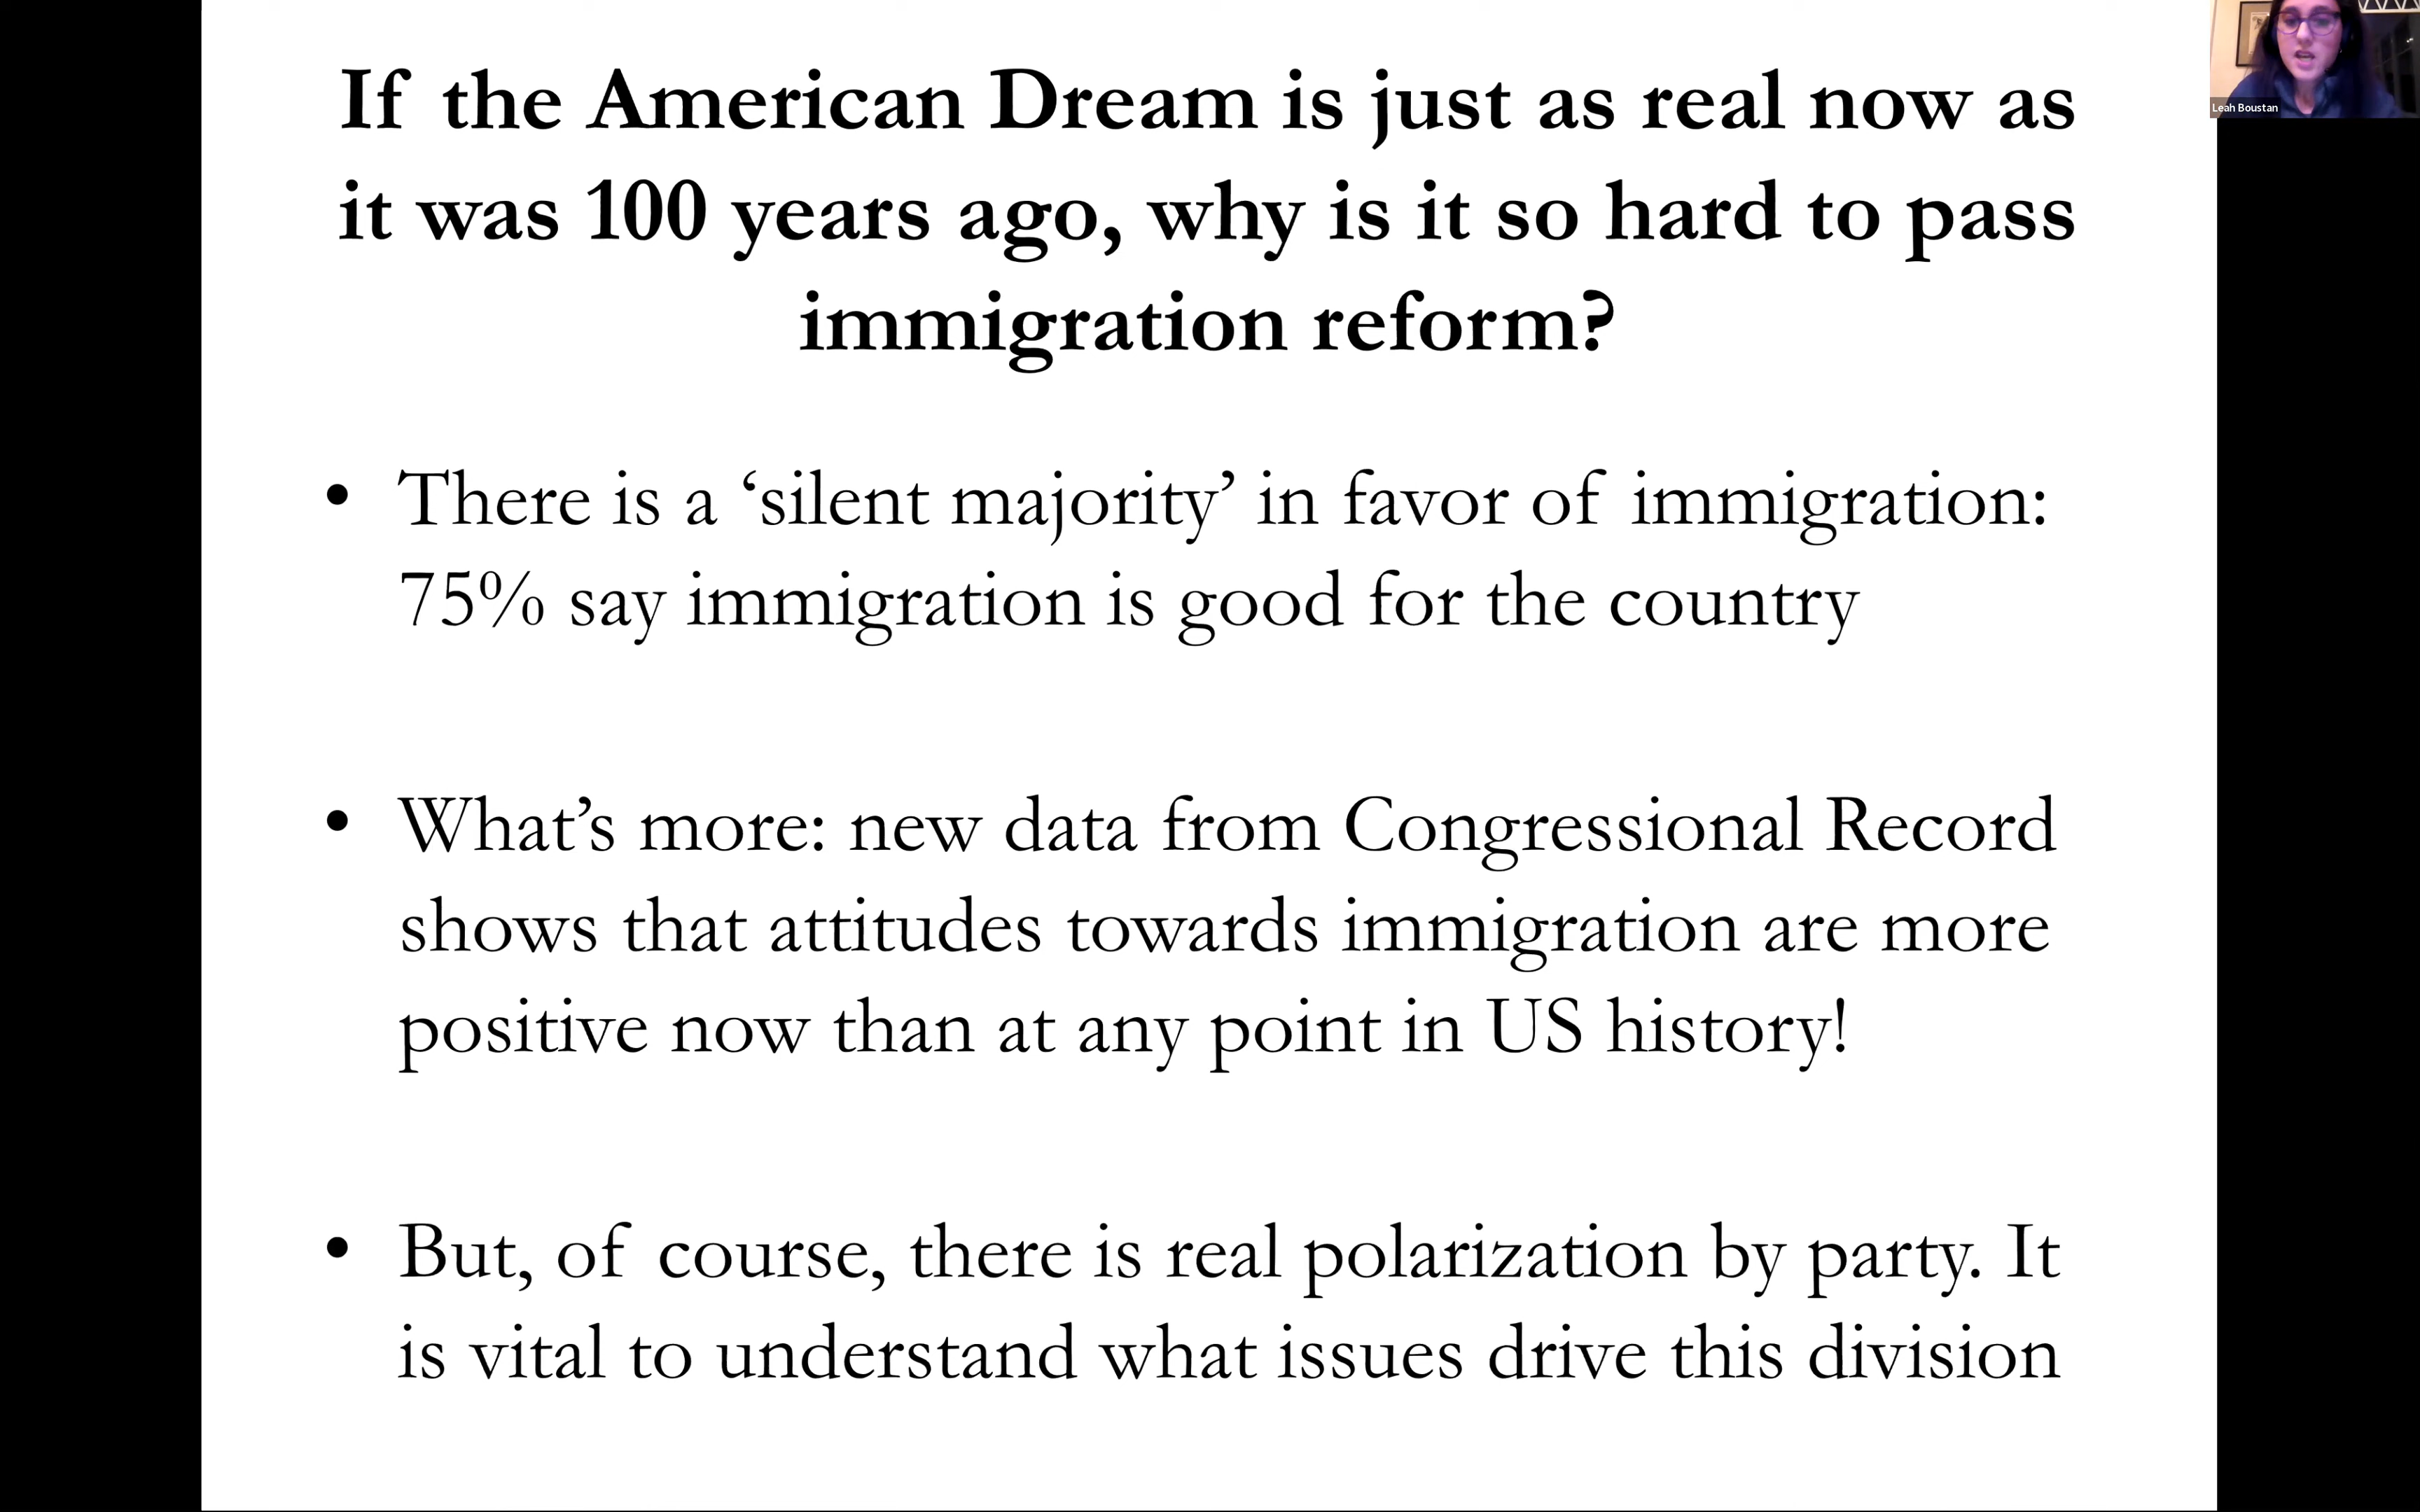 If the American Dream is just as real now as
it was 100 years ago, why is it so hard to pass
immigration reform?
• There is a ‘silent majority’ in favor of immigration:
75% say immigration is good for the country
• What’s more: new data from Congressional Record
shows that attitudes towards immigration are more
positive now than at any point in US history!
• But, of course, there is real polarization by party. It
is vital to understand what issues drive this division
Leah Boustan